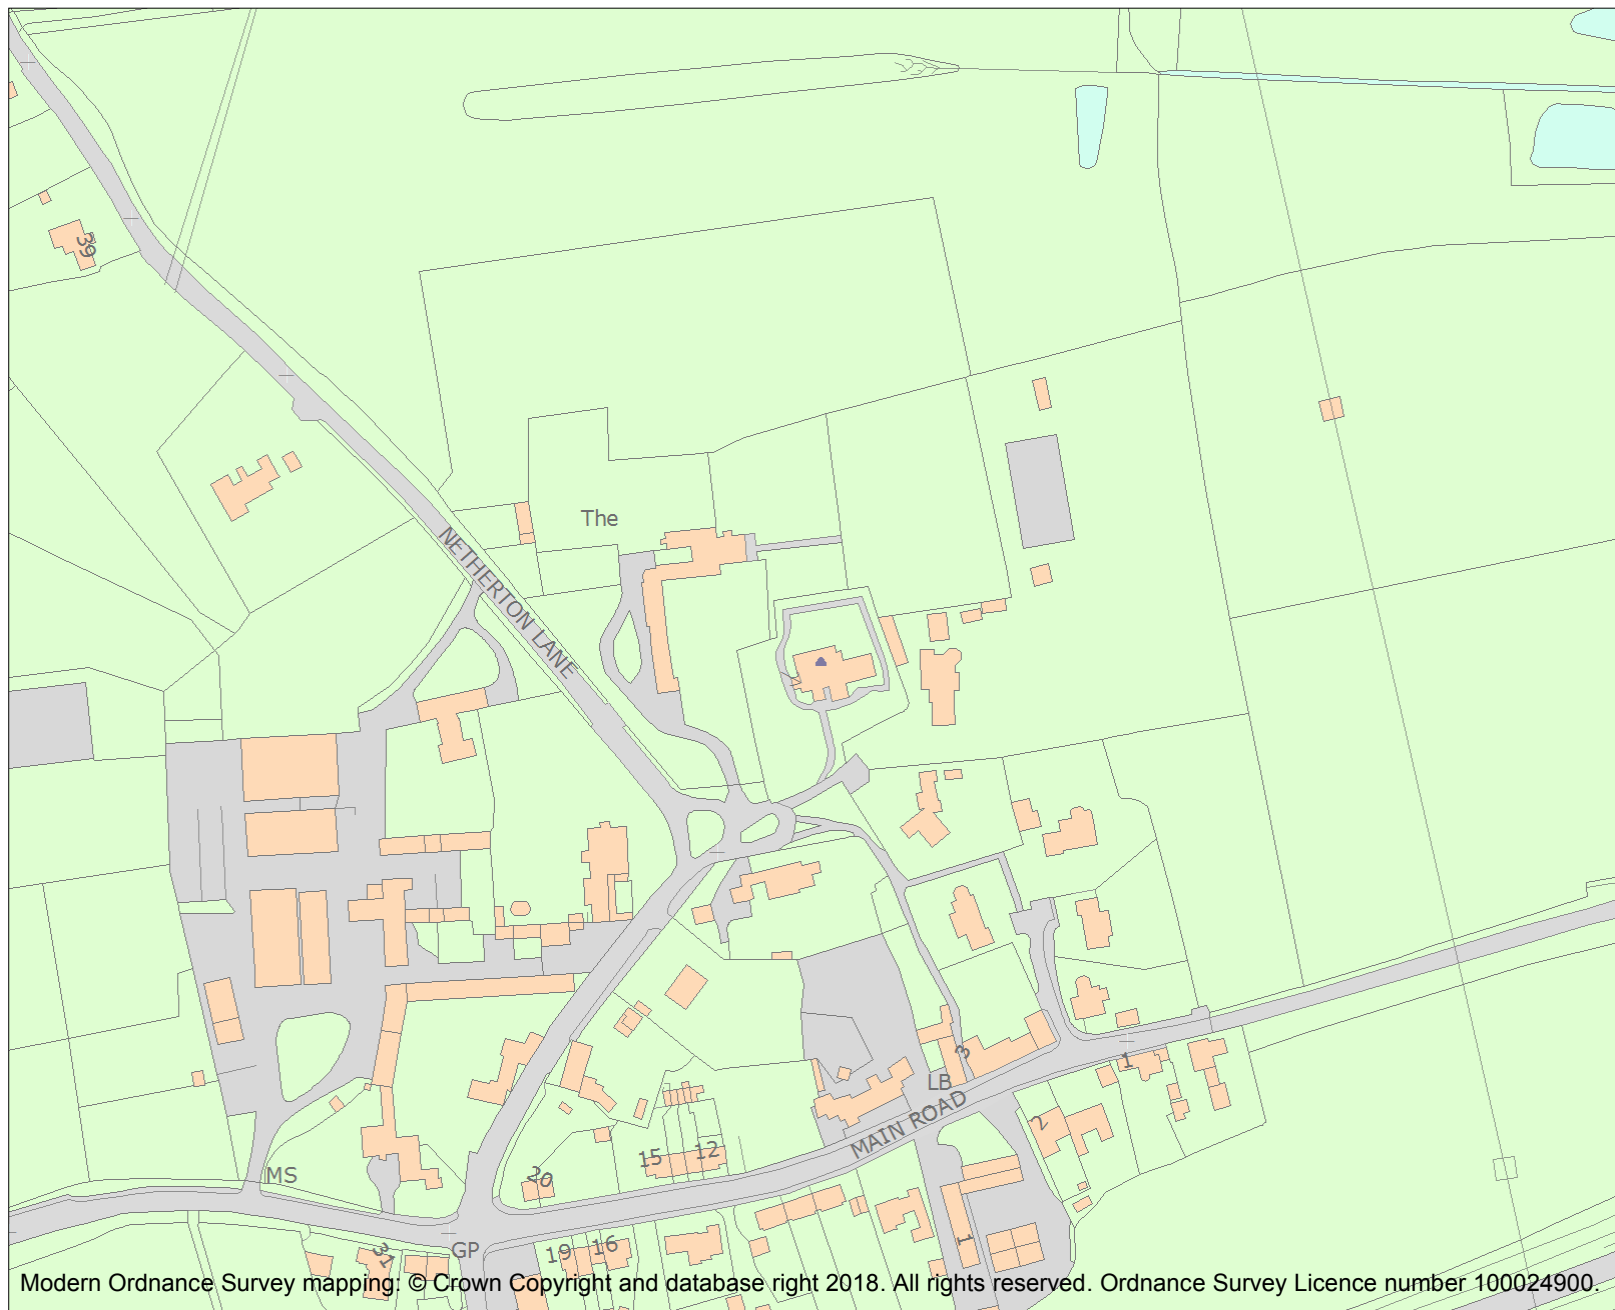 39
The
NETHERTON LANE
3
LB
1
MAIN ROAD
2
15
12
MS
20
GP
31
19
16
1
Modern Ordnance Survey mapping: © Crown Copyright and database right 2018. All rights reserved. Ordnance Survey Licence number 100024900.